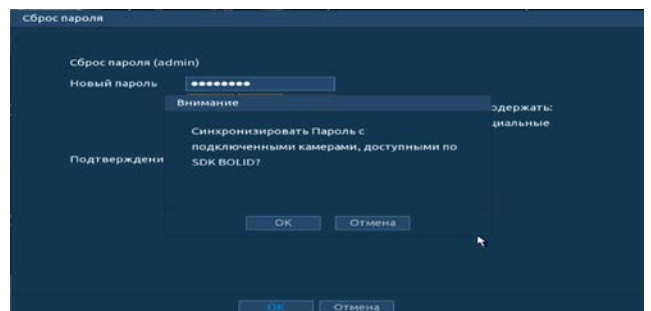 Сброс пароля
Сброс пароля (admin)
Новый пароль ●●●●●●●●
Внимание
одержать:
циальные
Синхронизировать Пароль с
подключенными камерами, доступными по
SDK BOLID?
Подтверждени
OK Отмена
OK Отмена